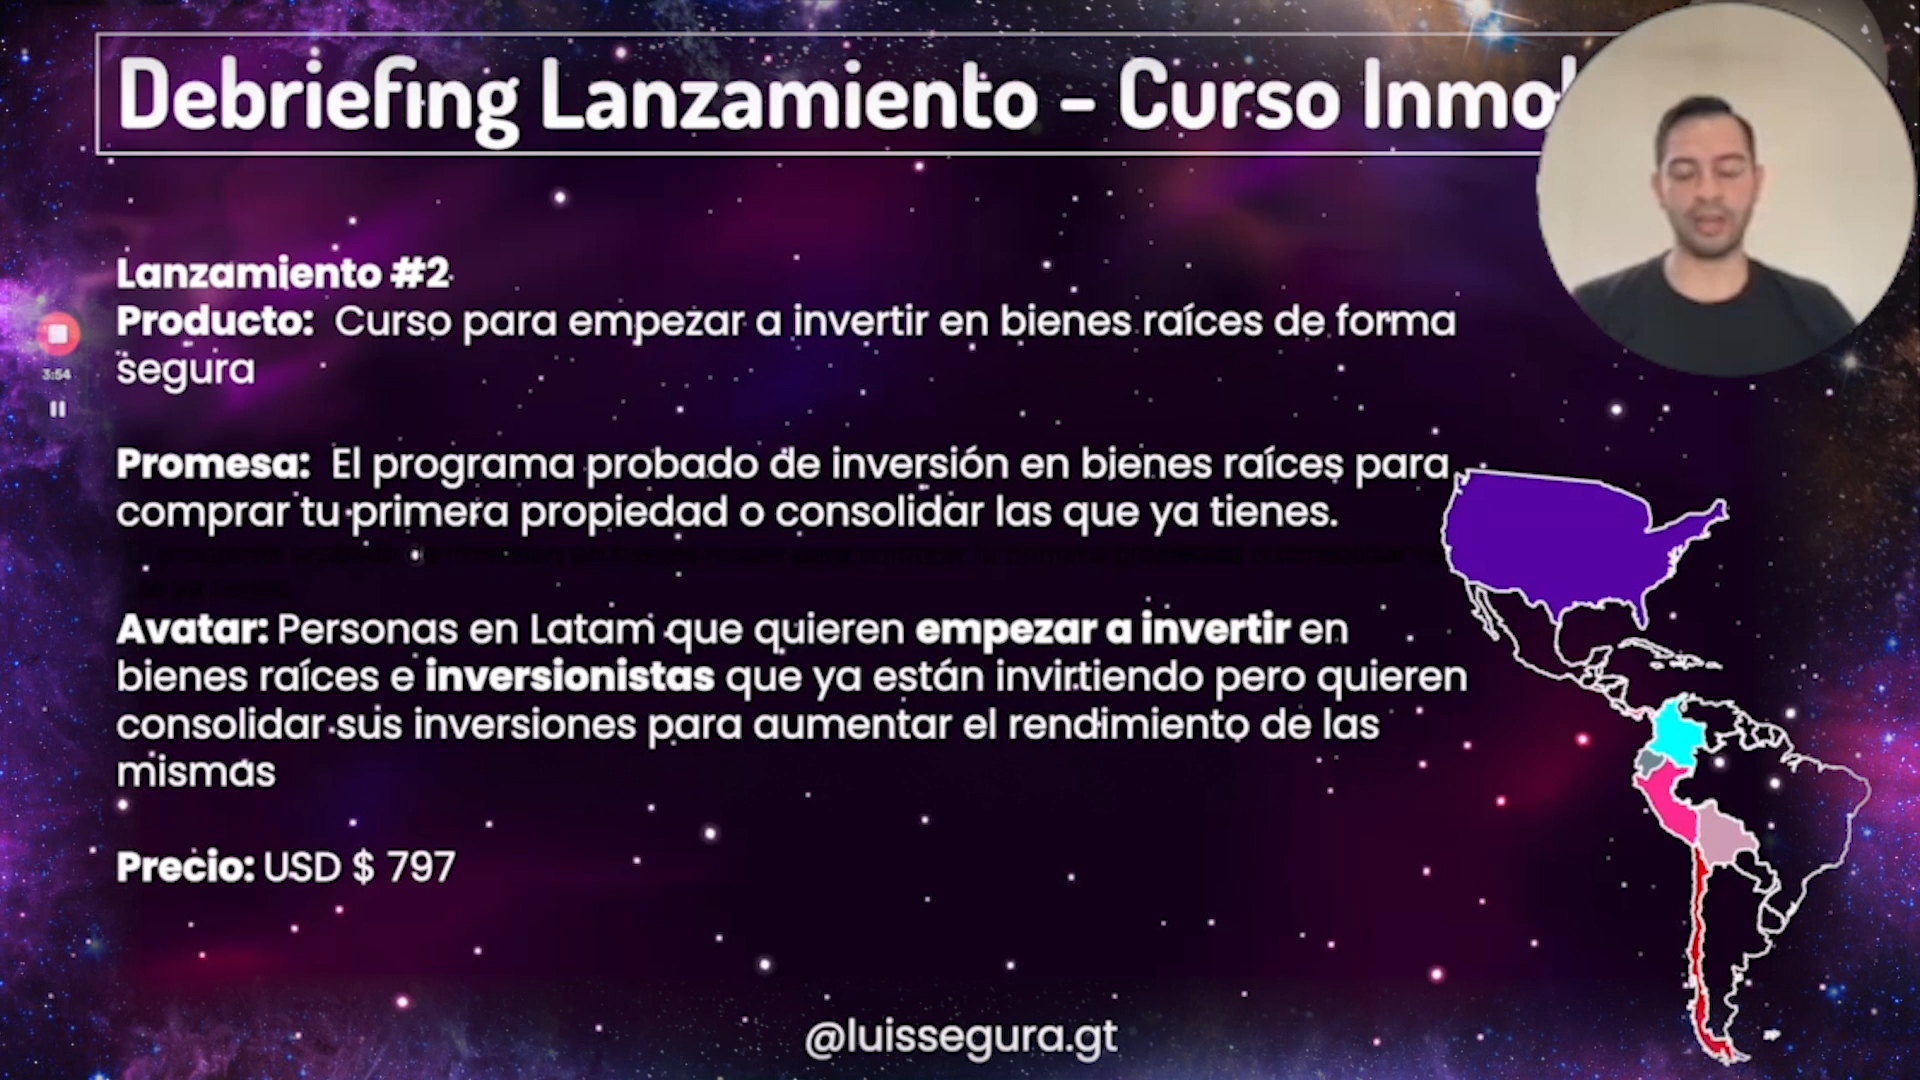 Debriefing Lanzamiento - Curso Inmo
Lanzamiento #2
Producto: Curso para empezar a invertir en bienes raíces de forma
segura
3:54
Promesa: El programa probado de inversión en bienes raíces para
comprar tu primera propiedad o consolidar las que ya tienes.
Avatar: Personas en Latam que quieren empezar a invertir en
bienes raíces e inversionistas que ya están invirtiendo pero quieren
consolidar sus inversiones para aumentar el rendimiento de las
mismas
Precio: USD $ 797
@luissegura.gt